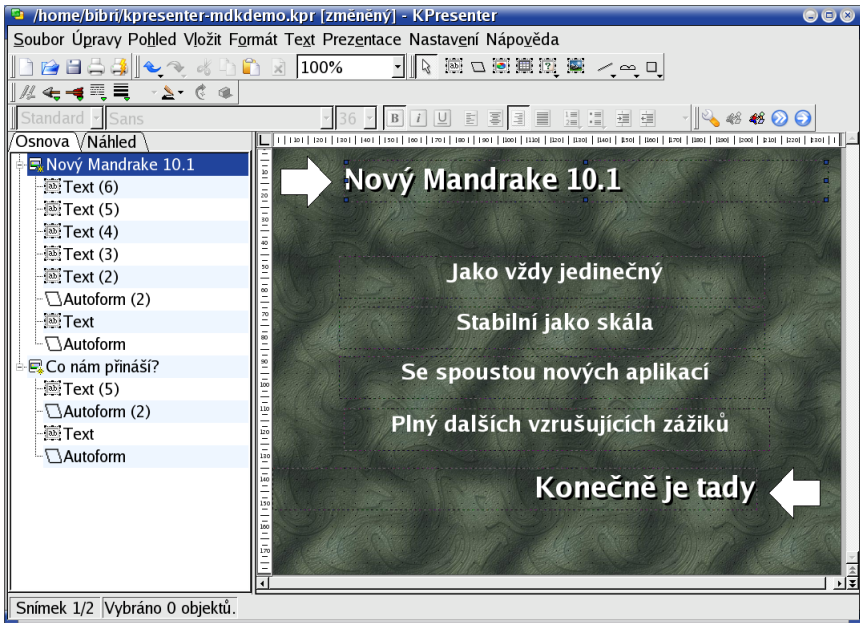 /home/bibri/kpresenter-mdkdemo.kpr [změněný] - KPresenter
Soubor Úpravy Pohled Vložit Formát Text Prezentace Nastavení Nápověda
100%
Standard Sans 36 B i U
Osnova Náhled
Nový Mandrake 10.1
Text (6)
Text (5)
Text (4)
Text (3)
Text (2)
Autoform (2)
Text
Autoform
Co nám přináší?
Text (5)
Autoform (2)
Text
Autoform
Nový Mandrake 10.1
Jako vždy jedinečný
Stabilní jako skála
Se spoustou nových aplikací
Plný dalších vzrušujících zážiků
Konečně je tady
Snímek 1/2 Vybráno 0 objektů.